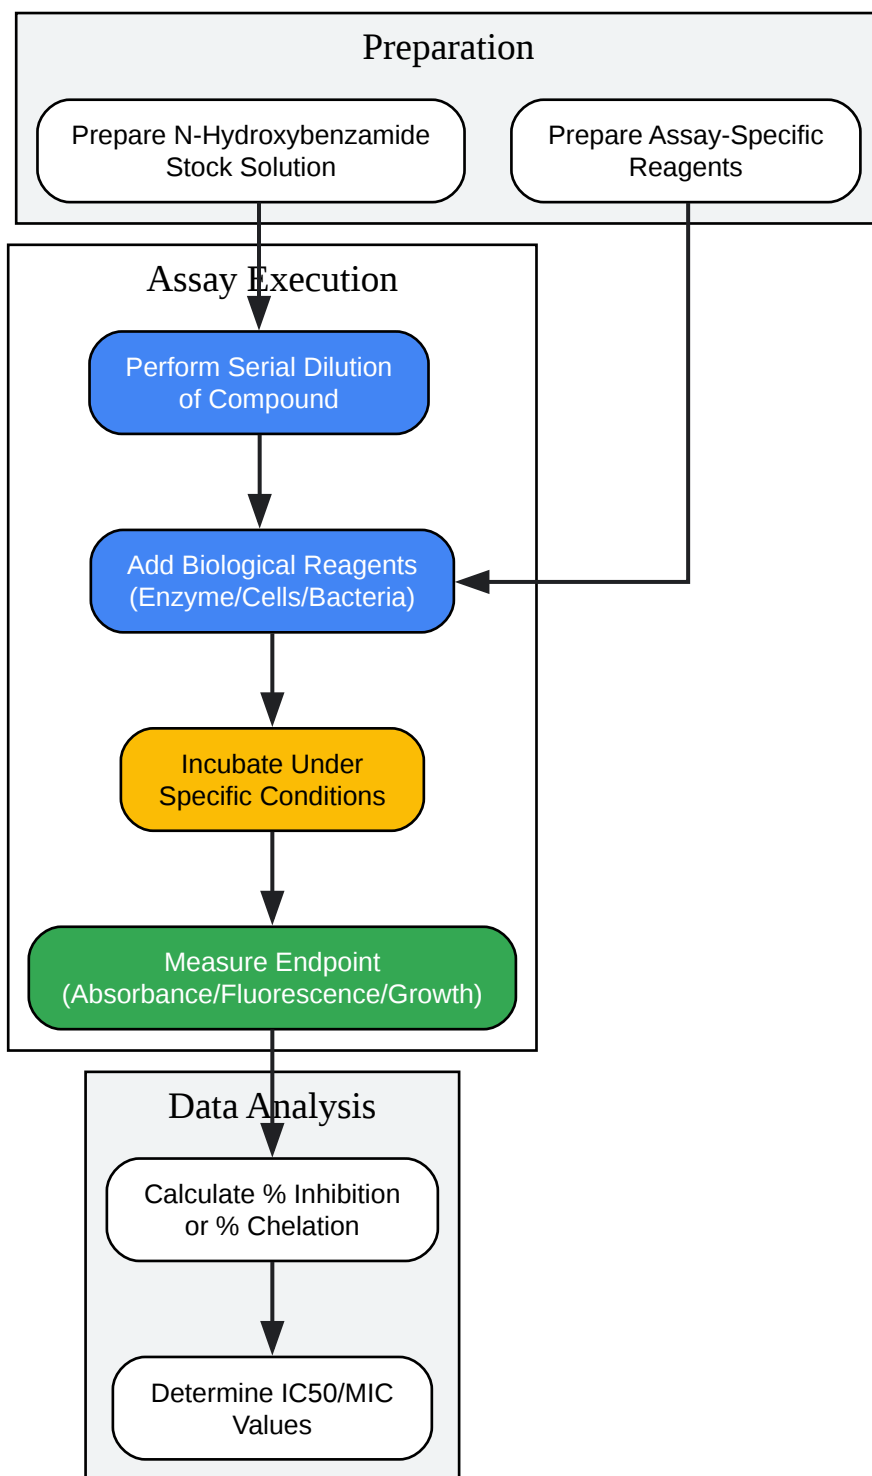 Preparation
Prepare N-Hydroxybenzamide
Stock Solution
Prepare Assay-Specific
Reagents
Assay Execution
Perform Serial Dilution
of Compound
Add Biological Reagents
(Enzyme/Cells/Bacteria)
Incubate Under
Specific Conditions
Measure Endpoint
(Absorbance/Fluorescence/Growth)
Data Analysis
Calculate % Inhibition
or % Chelation
Determine IC50/MIC
Values